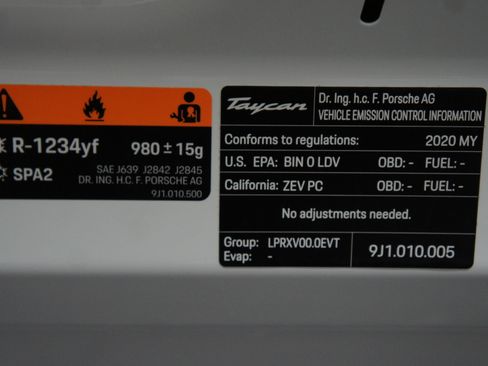 R-1234yf 980 ± 15g
SPA2
SAE J639 J2842 J2845
DR. ING. H.C. F. PORSCHE AG
9J1.010.500
Taycan
Dr. Ing. h.c. F. Porsche AG
VEHICLE EMISSION CONTROL INFORMATION
Conforms to regulations: 2020 MY
U.S. EPA: BIN 0 LDV OBD: - FUEL: -
California: ZEV PC OBD: - FUEL: -
No adjustments needed.
Group: LPRXV00.0EVT
Evap: -
9J1.010.005